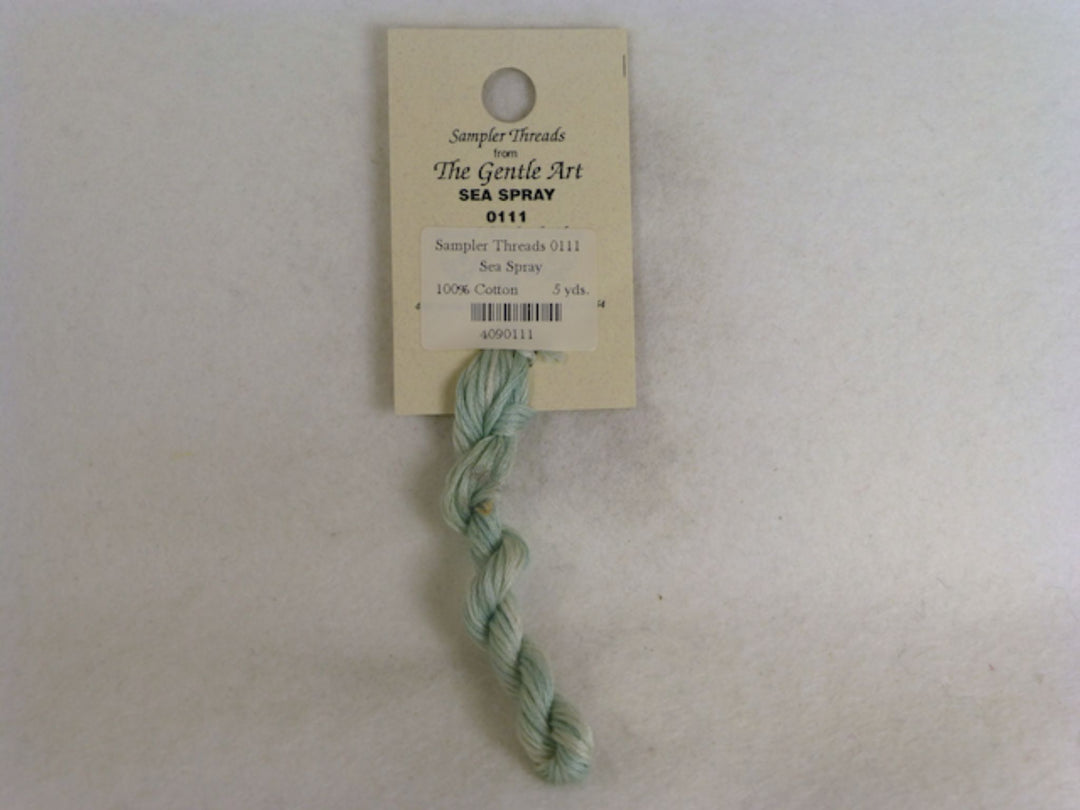 Sampler Threads
from
The Gentle Art
SEA SPRAY
0111
Sampler Threads 0111
Sea Spray
100% Cotton 5 yds.
4090111